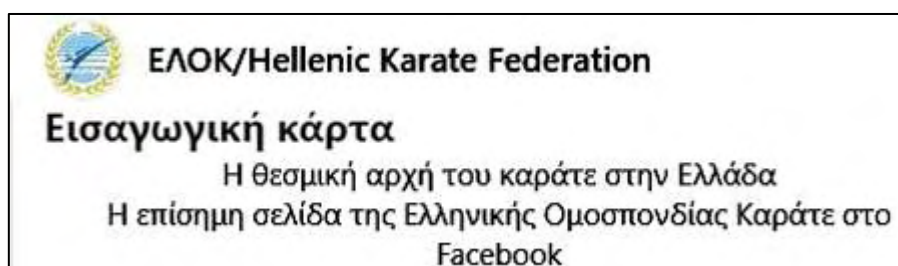 ΕΛΟΚ/Hellenic Karate Federation
Εισαγωγική κάρτα
Η θεσμική αρχή του καράτε στην Ελλάδα
Η επίσημη σελίδα της Ελληνικής Ομοσπονδίας Καράτε στο
Facebook